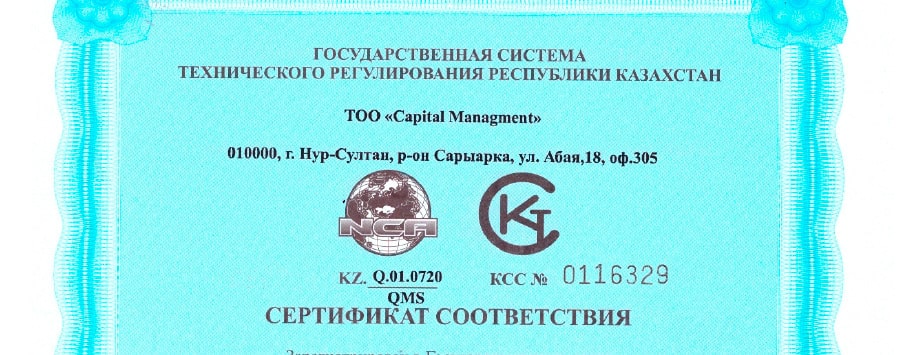 ГОСУДАРСТВЕННАЯ СИСТЕМА
ТЕХНИЧЕСКОГО РЕГУЛИРОВАНИЯ РЕСПУБЛИКИ КАЗАХСТАН
ТОО «Capital Managment»
010000, г. Нур-Султан, р-он Сарыарка, ул. Абая,18, оф.305
NCA КТС
KZ. Q.01.0720 КСС № 0116329
QMS
СЕРТИФИКАТ СООТВЕТСТВИЯ